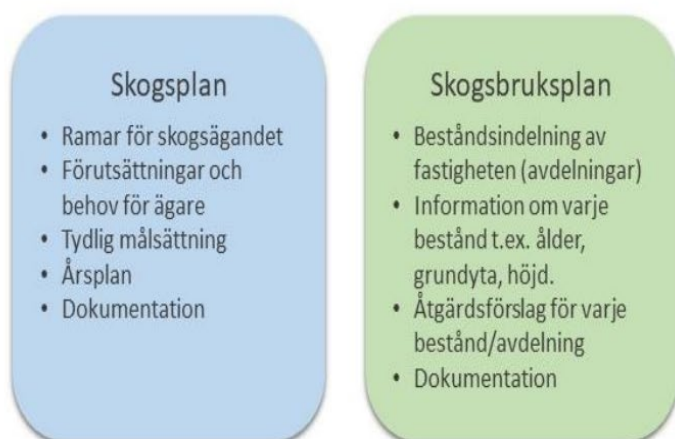 Skogsplan
• Ramar för skogsägandet
• Förutsättningar och
behov för ägare
• Tydlig målsättning
• Årsplan
• Dokumentation
Skogsbruksplan
• Beståndsindelning av
fastigheten (avdelningar)
• Information om varje
bestånd t.ex. ålder,
grundyta, höjd.
• Åtgärdsförslag för varje
bestånd/avdelning
• Dokumentation